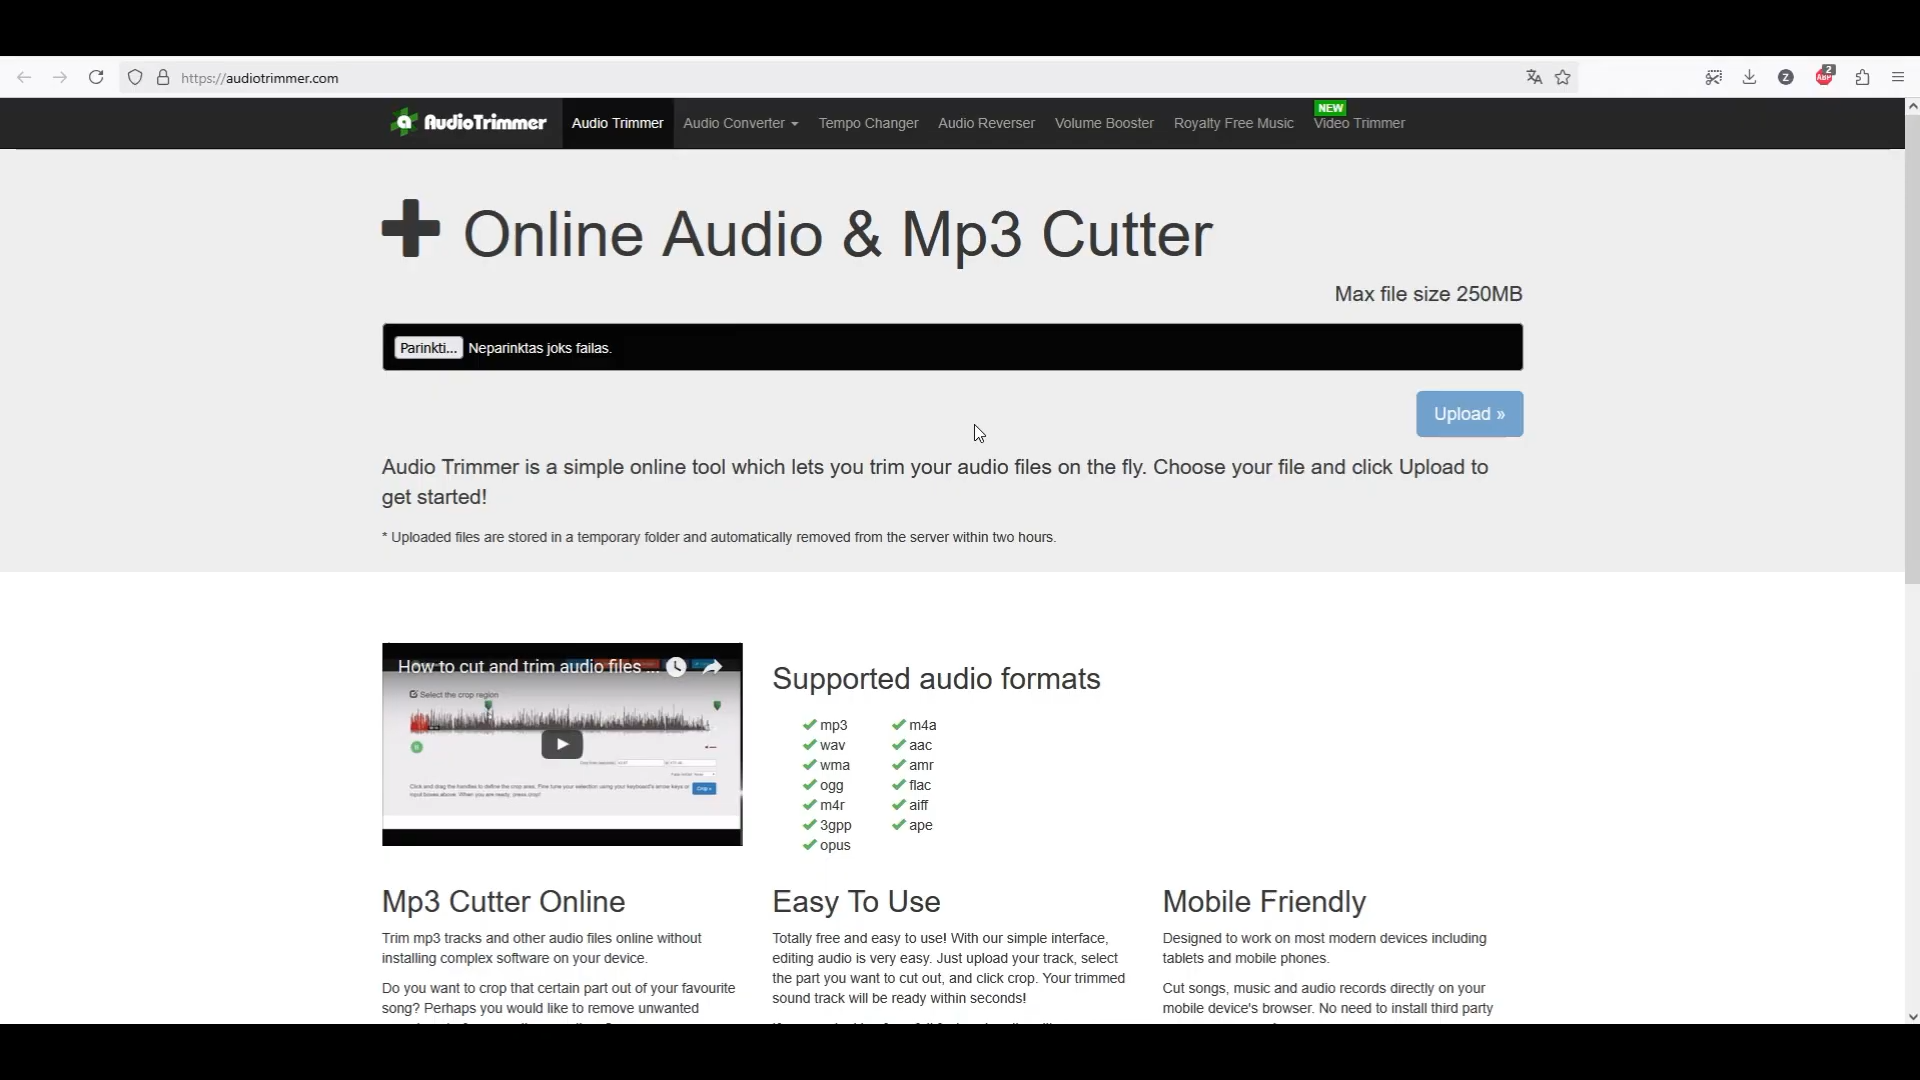 https://audiotrimmer.com
Z
ABP
2
a AudioTrimmer
Audio Trimmer
Audio Converter
Tempo Changer
Audio Reverser
Volume Booster
Royalty Free Music
NEW
Video Trimmer
Online Audio & Mp3 Cutter
Max file size 250MB
Parinkti... Neparinktas joks failas.
Upload »
Audio Trimmer is a simple online tool which lets you trim your audio files on the fly. Choose your file and click Upload to
get started!
* Uploaded files are stored in a temporary folder and automatically removed from the server within two hours.
How to cut and trim audio files ...
Select the crop region
Supported audio formats
mp3
wav
wma
ogg
m4r
3gpp
opus
m4a
aac
amr
flac
aiff
ape
Mp3 Cutter Online
Trim mp3 tracks and other audio files online without
installing complex software on your device.
Do you want to crop that certain part out of your favourite
song? Perhaps you would like to remove unwanted
Easy To Use
Totally free and easy to use! With our simple interface,
editing audio is very easy. Just upload your track, select
the part you want to cut out, and click crop. Your trimmed
sound track will be ready within seconds!
Mobile Friendly
Designed to work on most modern devices including
tablets and mobile phones.
Cut songs, music and audio records directly on your
mobile device's browser. No need to install third party